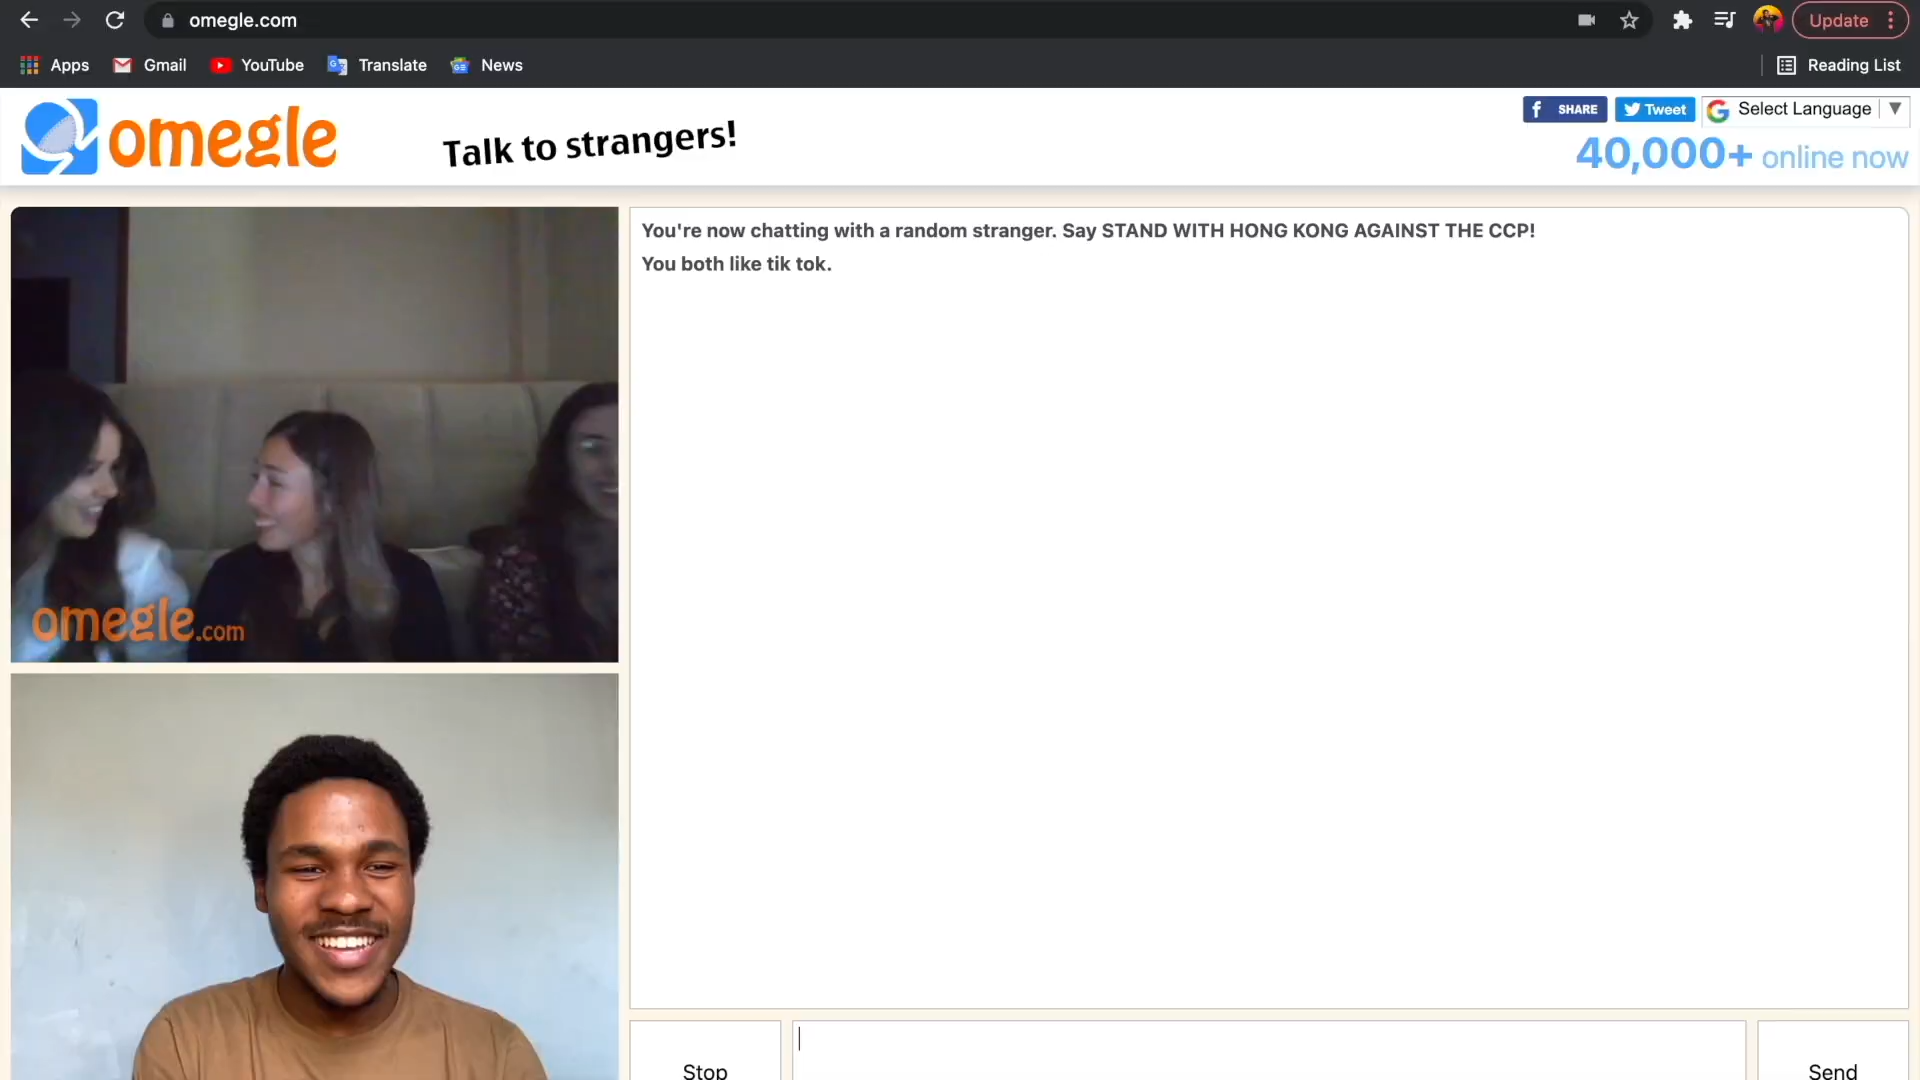 omegle.com
Update
Apps
Gmail
YouTube
Translate
News
Reading List
omegle
Talk to strangers!
SHARE
Tweet
Select Language
40,000+ online now
You're now chatting with a random stranger. Say STAND WITH HONG KONG AGAINST THE CCP!
You both like tik tok.
omegle.com
Stop
Send